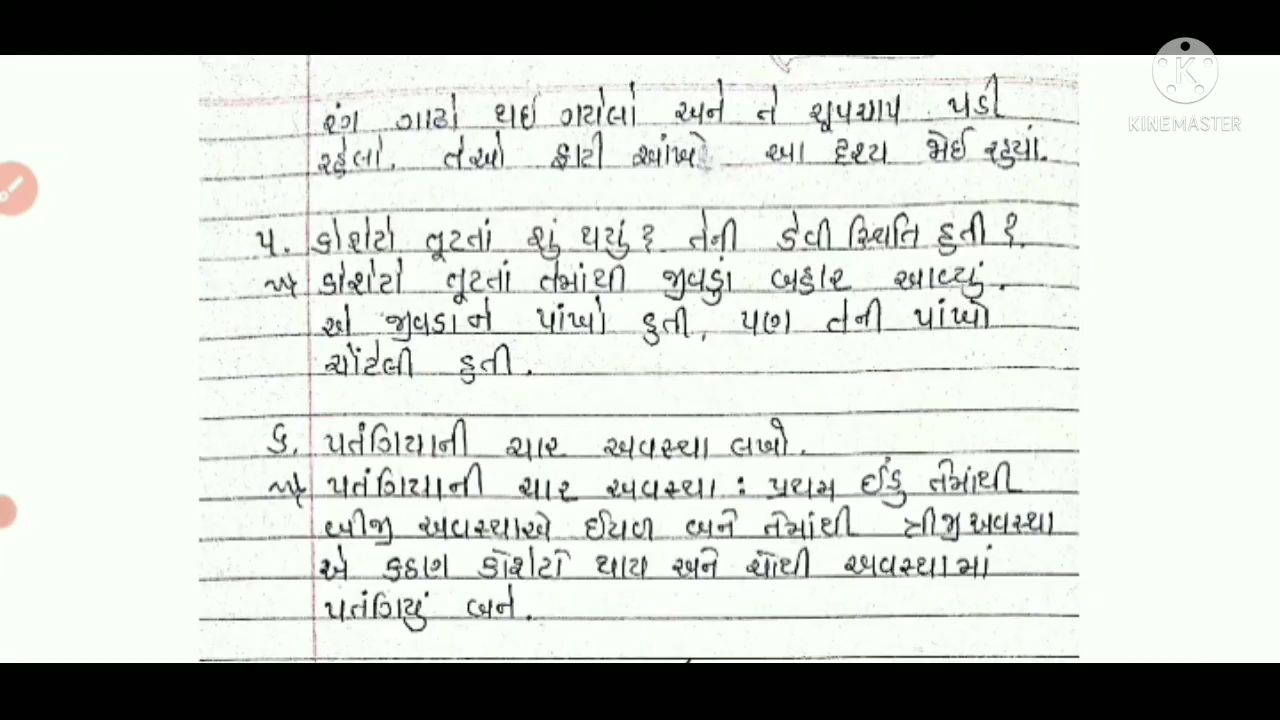 રંગ ગાઢો થઇ ગયેલો અને તે ચૂપચાપ પડી
રહેલો. તેઓ ફાટી આંખે આ દૃશ્ય જોઈ રહ્યાં.
૫. કોશેટો તૂટતાં શું થયું? તેની કેવી સ્થિતિ હતી?
કોશેટો તૂટતાં તેમાંથી જીવડું બહાર આવ્યું.
એ જીવડાને પાંખો હતી, પણ તેની પાંખો
ચોંટેલી હતી.
૬. પતંગિયાની ચાર અવસ્થા લખો.
પતંગિયાની ચાર અવસ્થા : પ્રથમ ઈંડુ તેમાંથી
બીજી અવસ્થાએ ઈયળ બને તેમાંથી ત્રીજી અવસ્થા
એ કઠણ કોશેટો થાય અને ચોથી અવસ્થામાં
પતંગિયું બને.
KINEMASTER